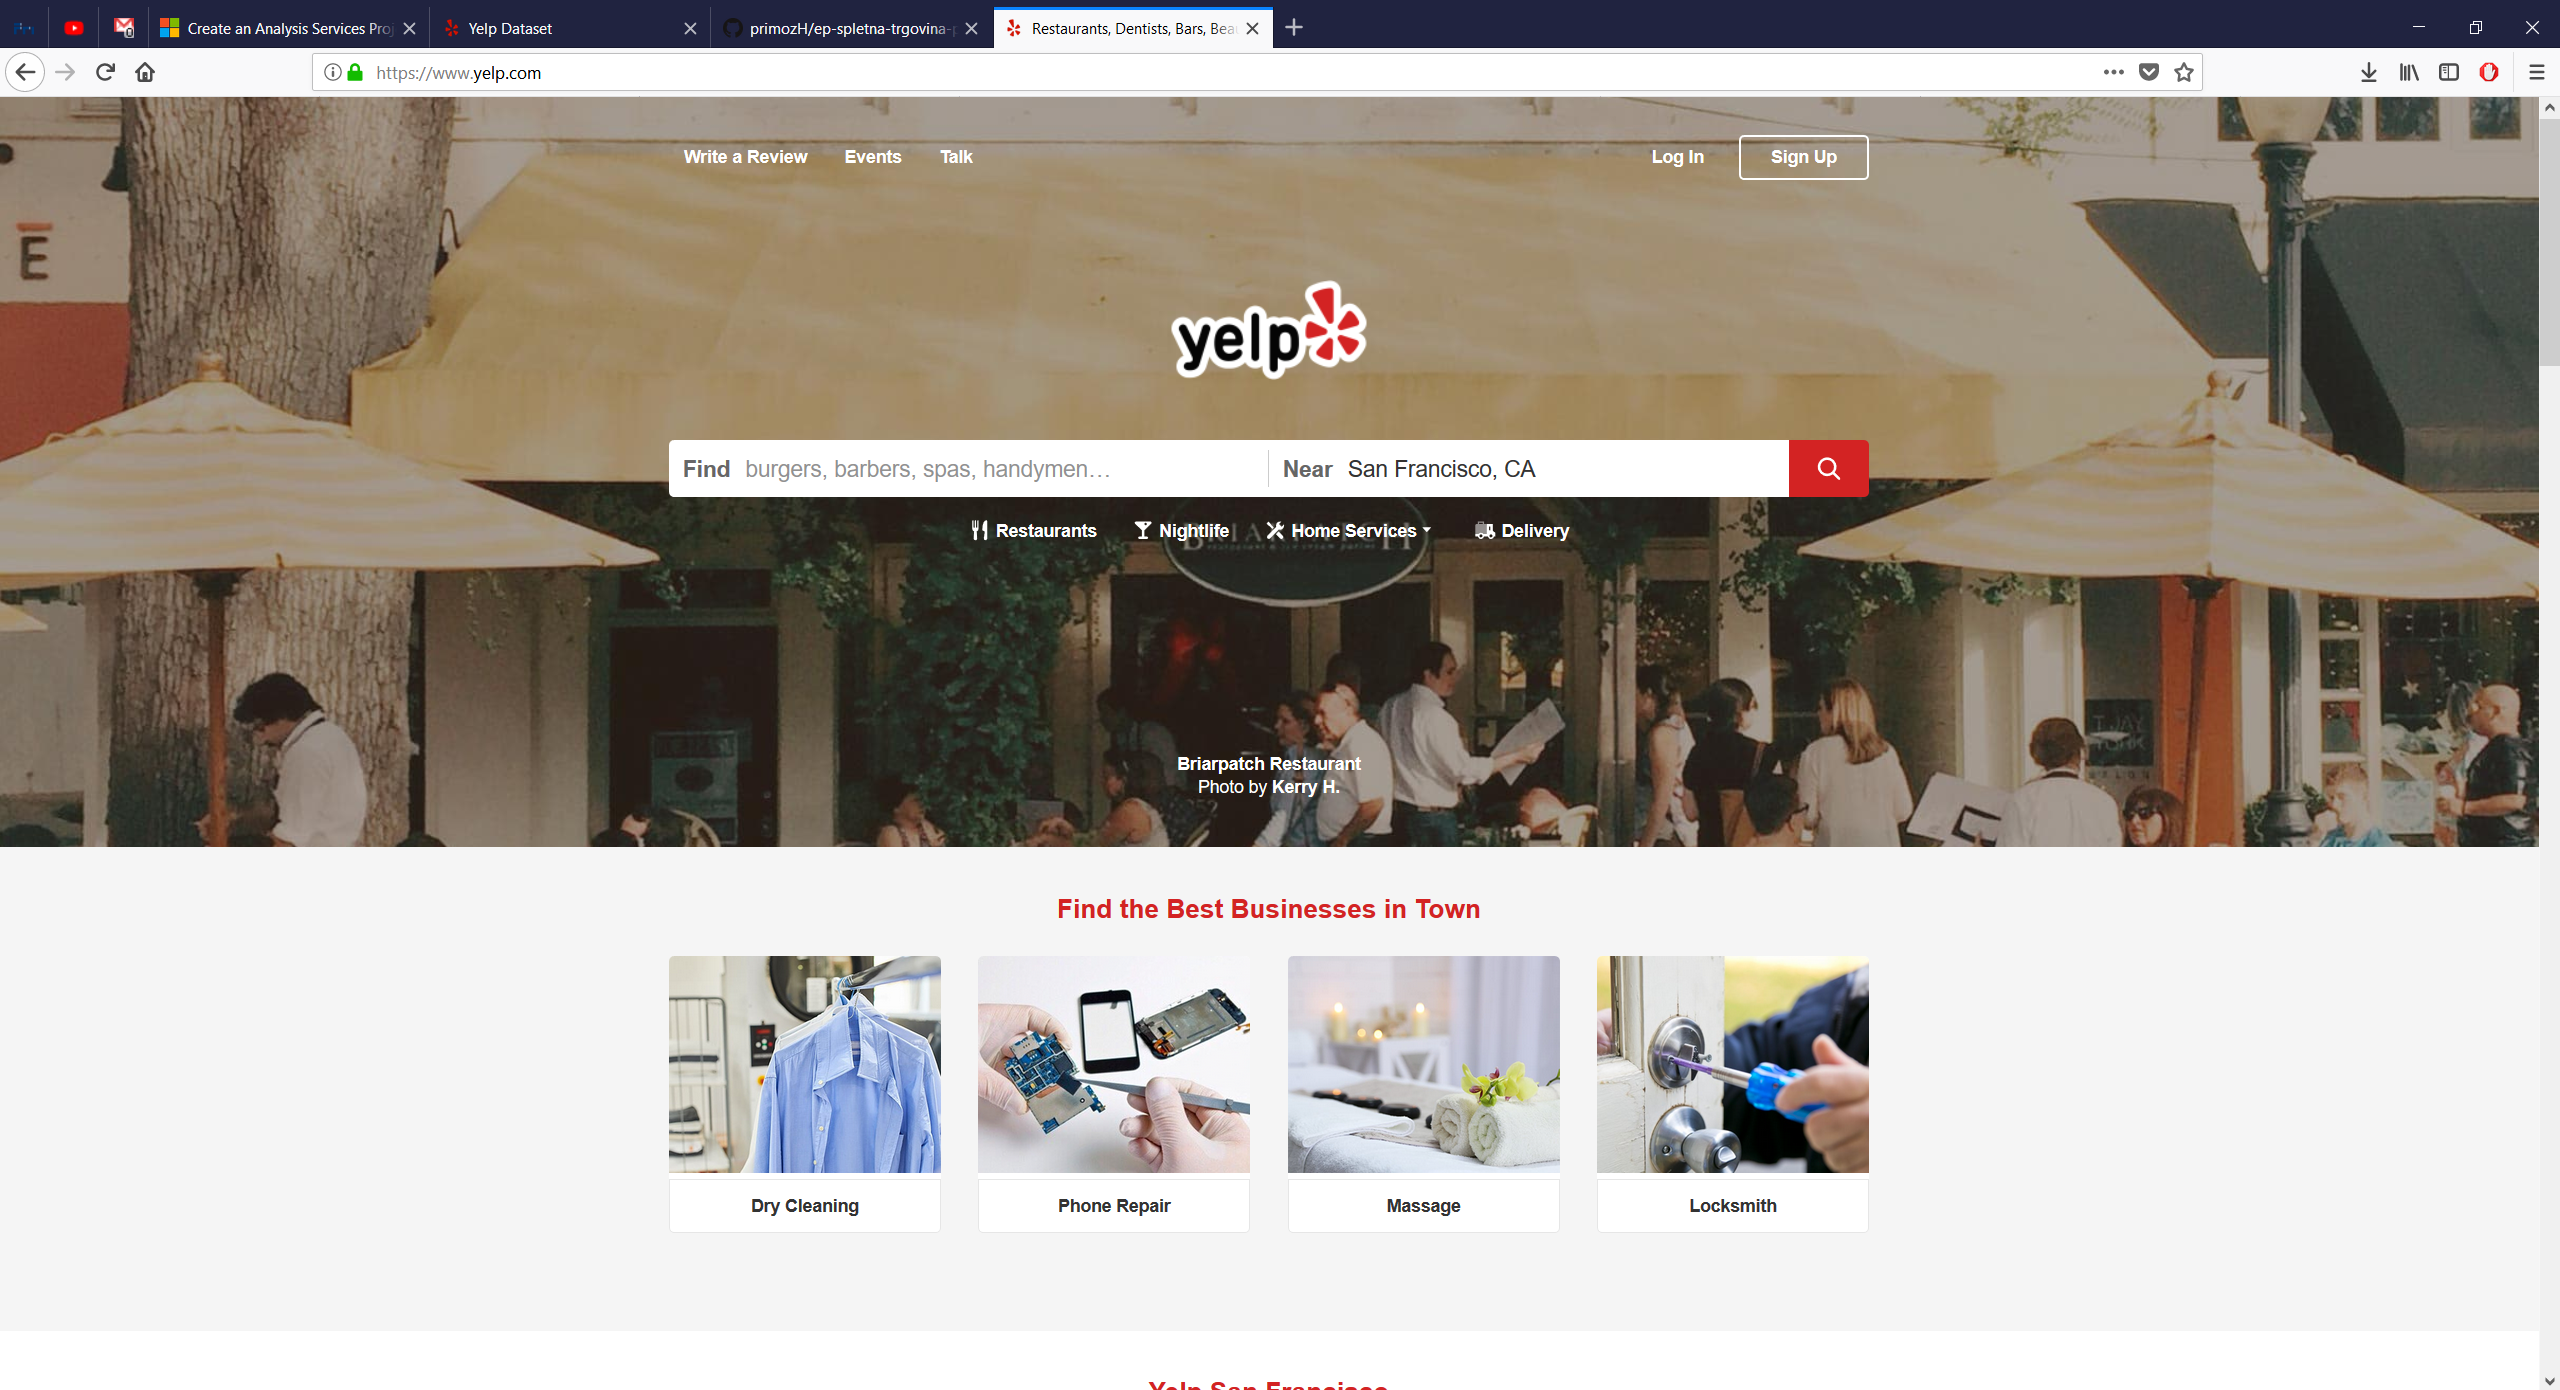 Create an Analysis Services Pro
Yelp Dataset
primozH/ep-spletna-trgovina-p
Restaurants, Dentists, Bars, Bea
https://www.yelp.com
Write a Review
Events
Talk
Log In
Sign Up
E
yelp
Find burgers, barbers, spas, handymen…
Near San Francisco, CA
Restaurants
Nightlife
Home Services
Delivery
Briarpatch Restaurant
Photo by Kerry H.
Find the Best Businesses in Town
Dry Cleaning
Phone Repair
Massage
Locksmith
Yelp San Francisco